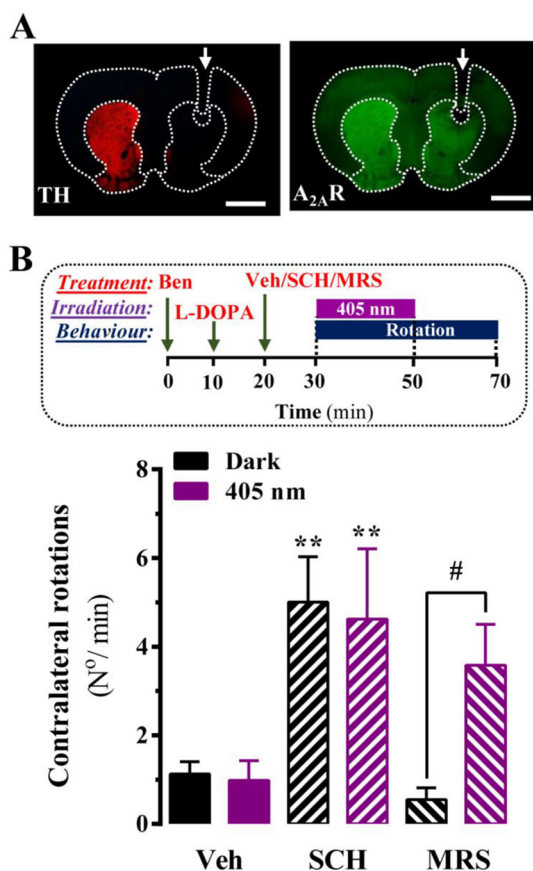 A
TH
A2AR
B
Treatment: Ben Veh/SCH/MRS
Irradiation: L-DOPA 405 nm
Behaviour: Rotation
0 10 20 30 50 70
Time (min)
Dark
405 nm
Contralateral rotations
(Nº/ min)
8
6
4
2
0
** **
#
Veh SCH MRS